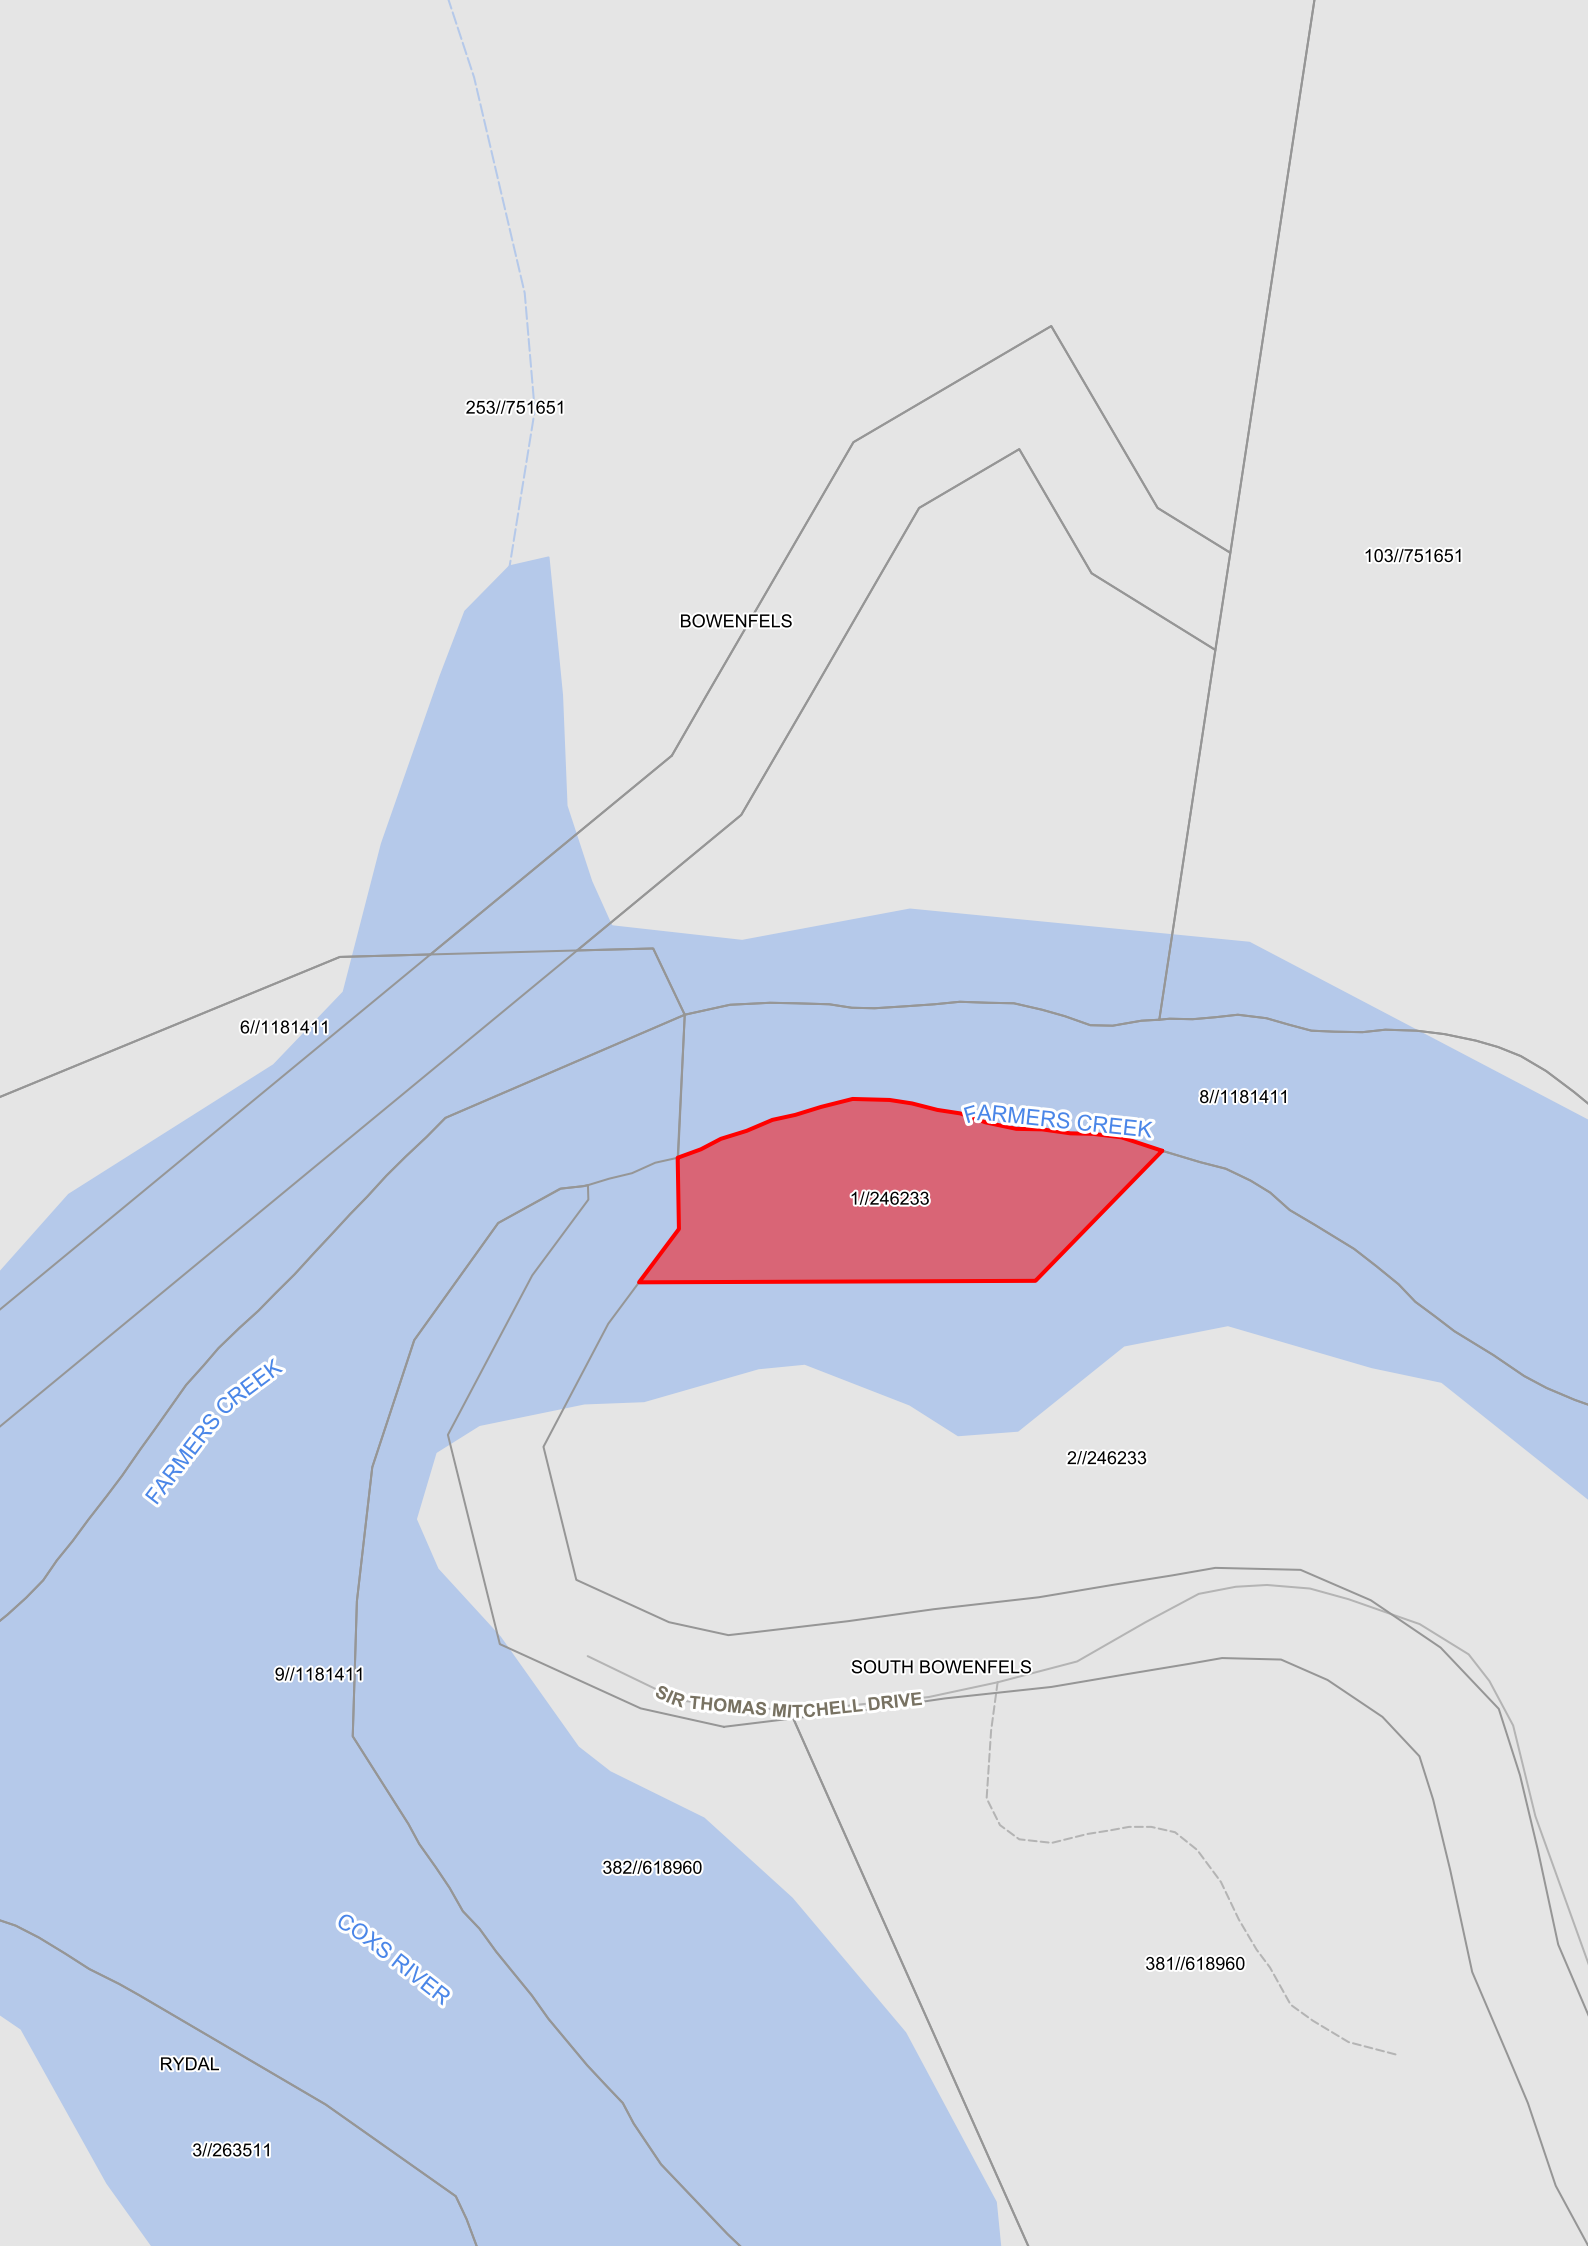 253//751651
103//751651
BOWENFELS
6//1181411
8//1181411
FARMERS CREEK
1//246233
FARMERS CREEK
2//246233
SOUTH BOWENFELS
9//1181411
SIR THOMAS MITCHELL DRIVE
382//618960
COXS RIVER
381//618960
RYDAL
3//263511